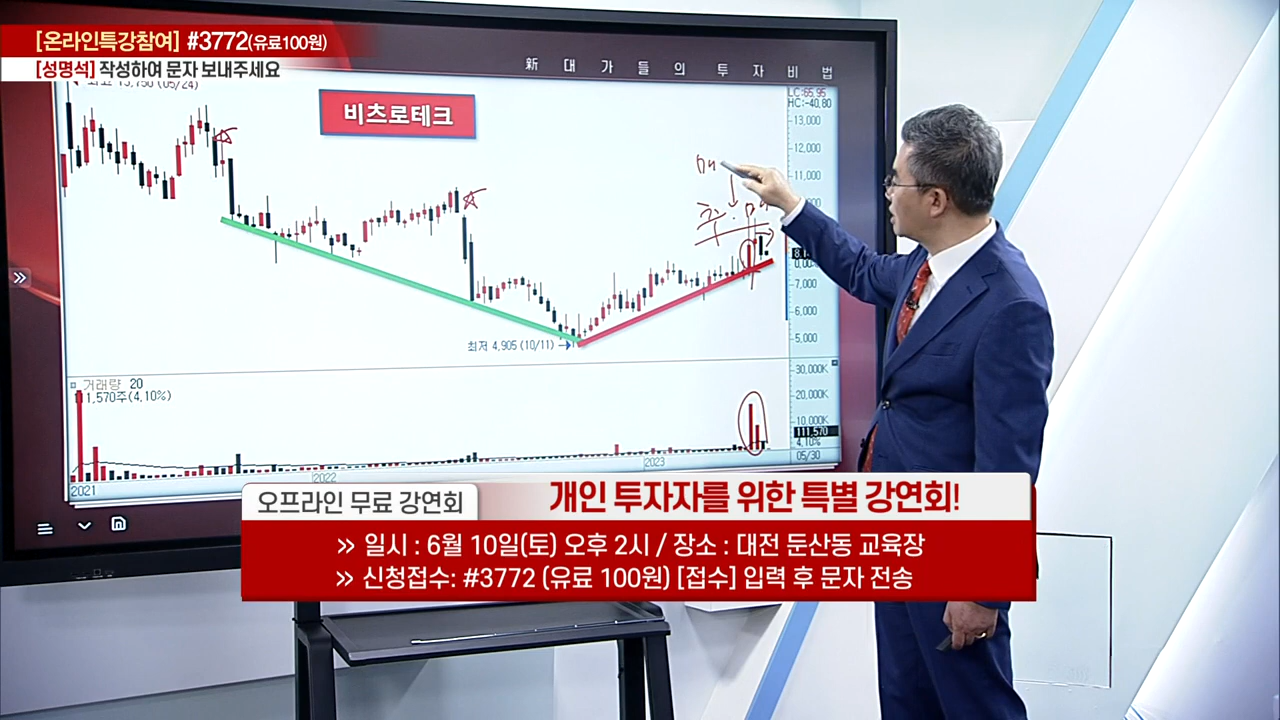 [온라인특강참여] #3772(유료100원)
[성명석] 작성하여 문자 보내주세요
新 대 가 들 의 투 자 비 법
비츠로테크
LC:65.95
HC:-40.80
13,000
12,000
11,000
7,000
6,000
5,000
최저 4,905 (10/11)
거래량 20
111,570주(4.10%)
30,000K
20,000K
10,000K
111,570
4.10%
05/30
2021
2022
2023
오프라인 무료 강연회
개인 투자자를 위한 특별 강연회!
» 일시 : 6월 10일(토) 오후 2시 / 장소 : 대전 둔산동 교육장
» 신청접수: #3772 (유료 100원) [접수] 입력 후 문자 전송